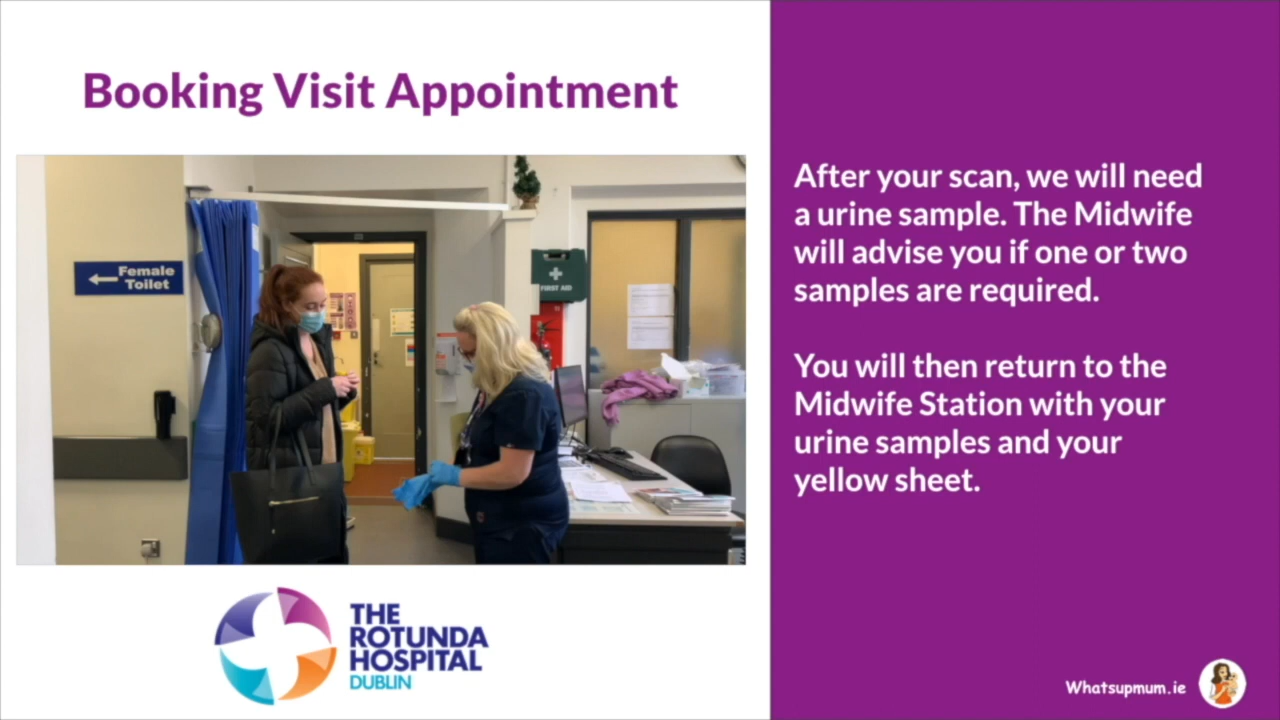 Booking Visit Appointment
Female
Toilet
FIRST AID
After your scan, we will need
a urine sample. The Midwife
will advise you if one or two
samples are required.
You will then return to the
Midwife Station with your
urine samples and your
yellow sheet.
THE
ROTUNDA
HOSPITAL
DUBLIN
Whatsupmum.ie